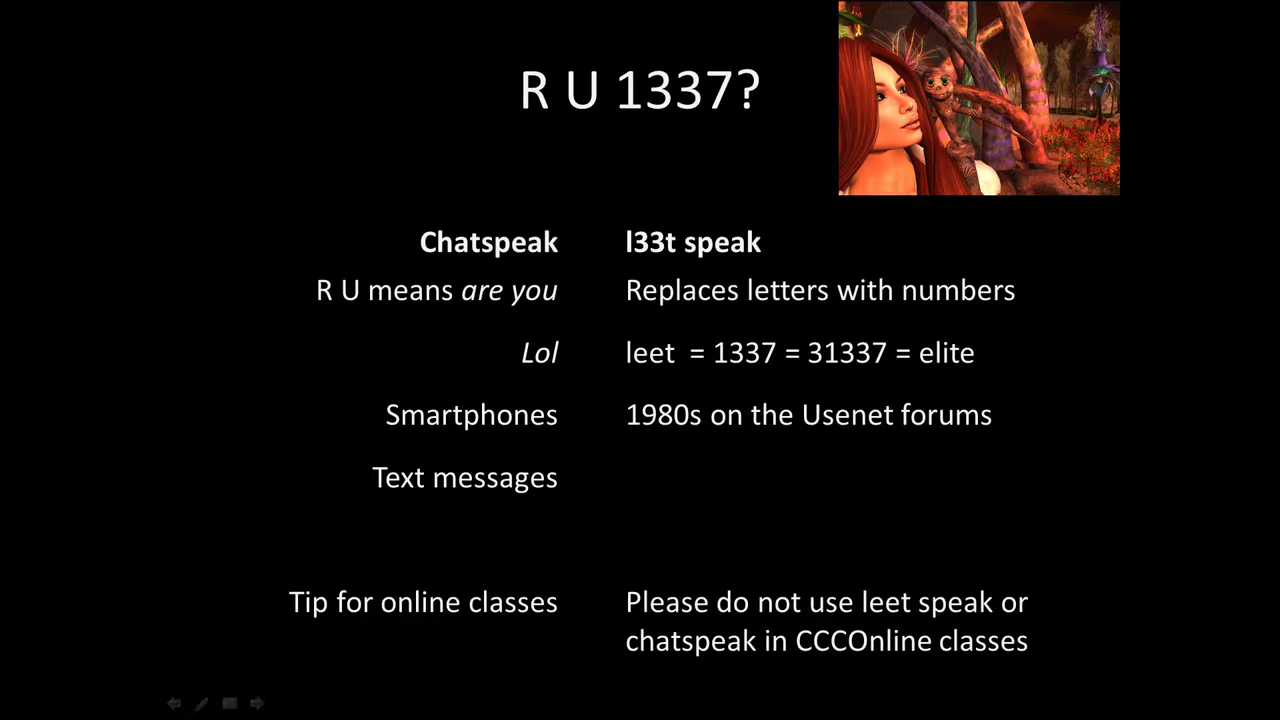 R U 1337?
Chatspeak
l33t speak
R U means are you
Replaces letters with numbers
Lol
leet = 1337 = 31337 = elite
Smartphones
1980s on the Usenet forums
Text messages
Tip for online classes
Please do not use leet speak or
chatspeak in CCCOnline classes